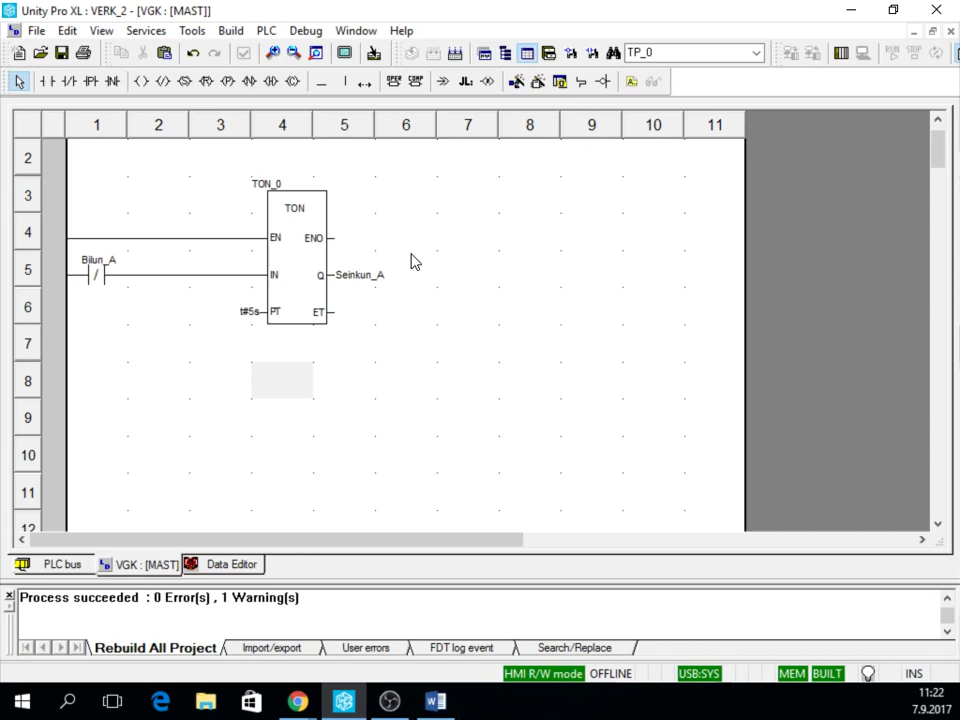 Unity Pro XL : VERK_2 - [VGK : [MAST]]
File Edit View Services Tools Build PLC Debug Window Help
TP_0
OPER COMP
1 2 3 4 5 6 7 8 9 10 11
2
TON_0
3
TON
4
EN ENO
Bilun_A
5
IN Q Seinkun_A
6
t#5s PT ET
7
8
9
10
11
12
PLC bus VGK : [MAST] Data Editor
Process succeeded : 0 Error(s) , 1 Warning(s)
Rebuild All Project Import/export User errors FDT log event Search/Replace
HMI R/W mode OFFLINE USB:SYS MEM BUILT INS
11:22
7.9.2017